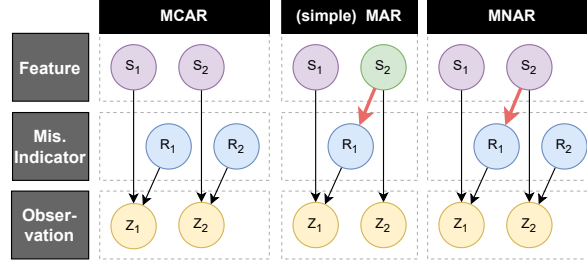 MCAR (simple) MAR MNAR
Feature S1 S2 S1 S2 S1 S2
Mis.
Indicator R1 R2 R1 R1 R2
Obser-
vation Z1 Z2 Z1 Z2 Z1 Z2